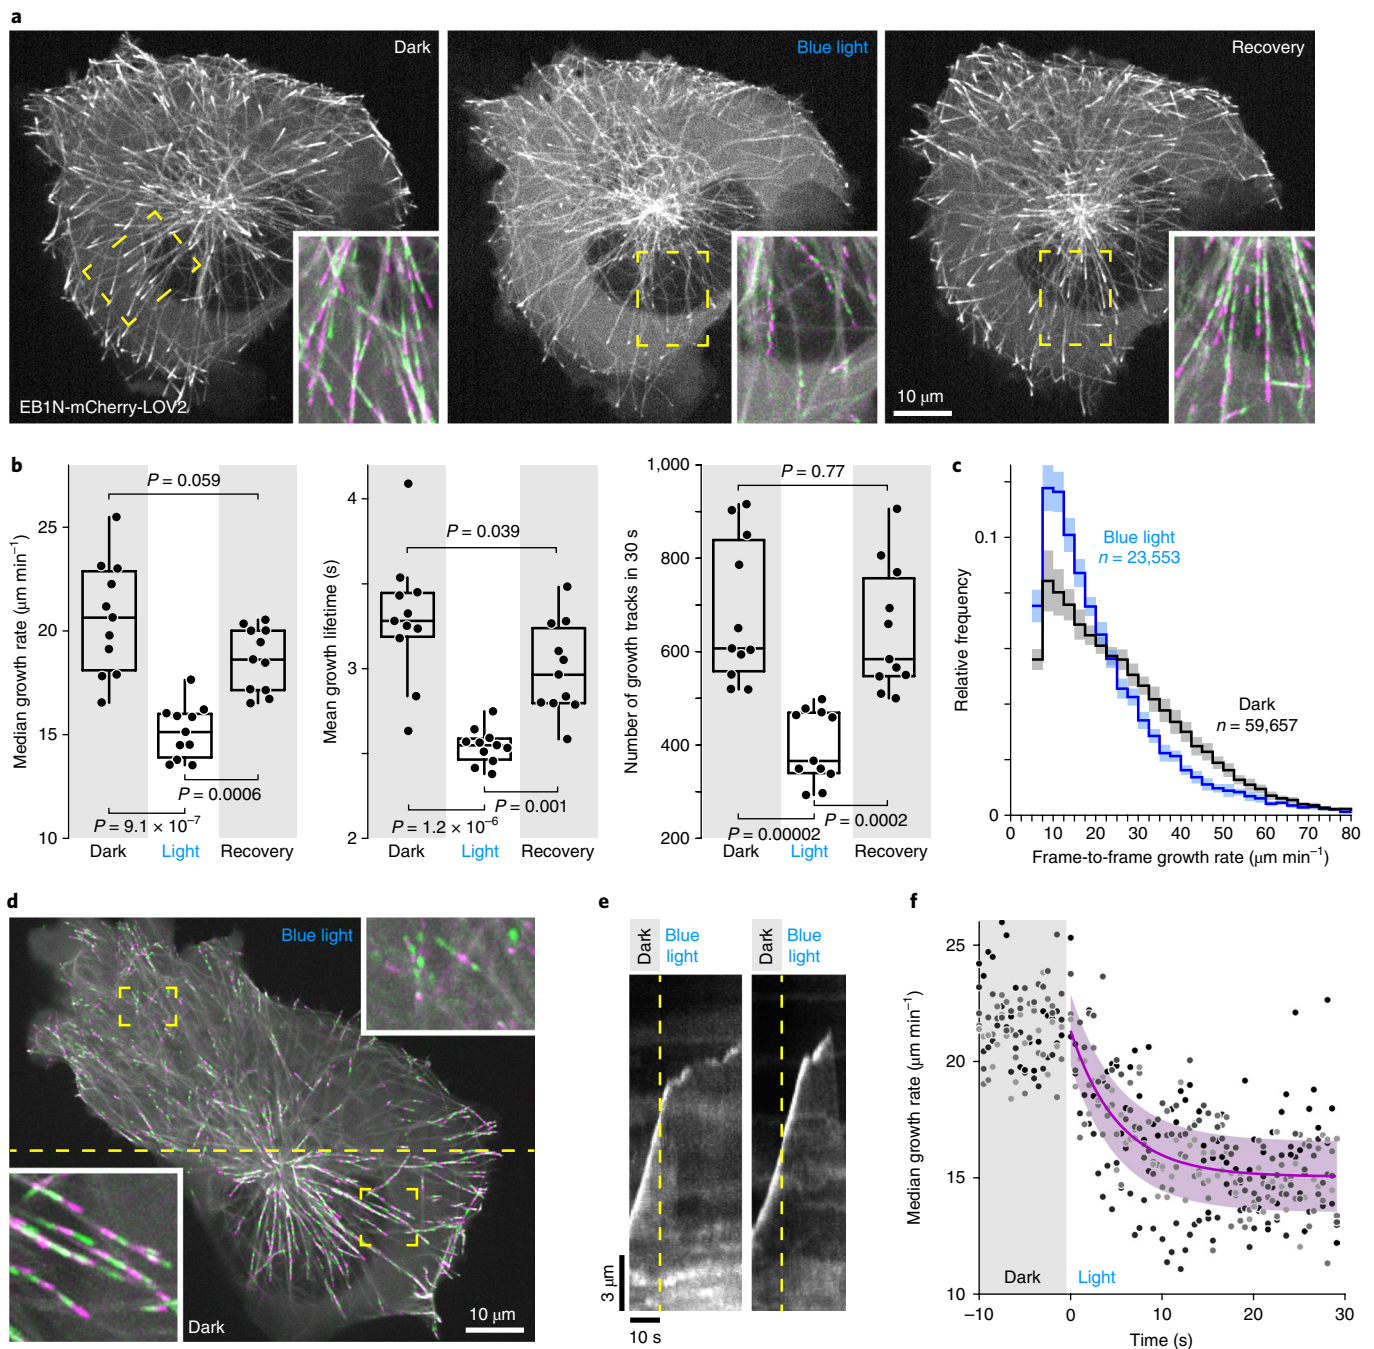 a
Dark
Blue light
Recovery
EB1N-mCherry-LOV2
10 μm
b
Median growth rate (μm min⁻¹)
25
20
15
10
P = 0.059
P = 0.0006
P = 9.1 × 10⁻⁷
Dark
Light
Recovery
Mean growth lifetime (s)
4
3
2
P = 0.039
P = 0.001
P = 1.2 × 10⁻⁶
Dark
Light
Recovery
Number of growth tracks in 30 s
1,000
800
600
400
200
P = 0.77
P = 0.00002
P = 0.0002
Dark
Light
Recovery
c
Relative frequency
0.1
0
Blue light
n = 23,553
Dark
n = 59,657
0 10 20 30 40 50 60 70 80
Frame-to-frame growth rate (μm min⁻¹)
d
Blue light
Dark
10 μm
e
Dark
Blue
light
Dark
Blue
light
3 μm
10 s
f
Median growth rate (μm min⁻¹)
25
20
15
10
Dark
Light
–10 0 10 20 30
Time (s)